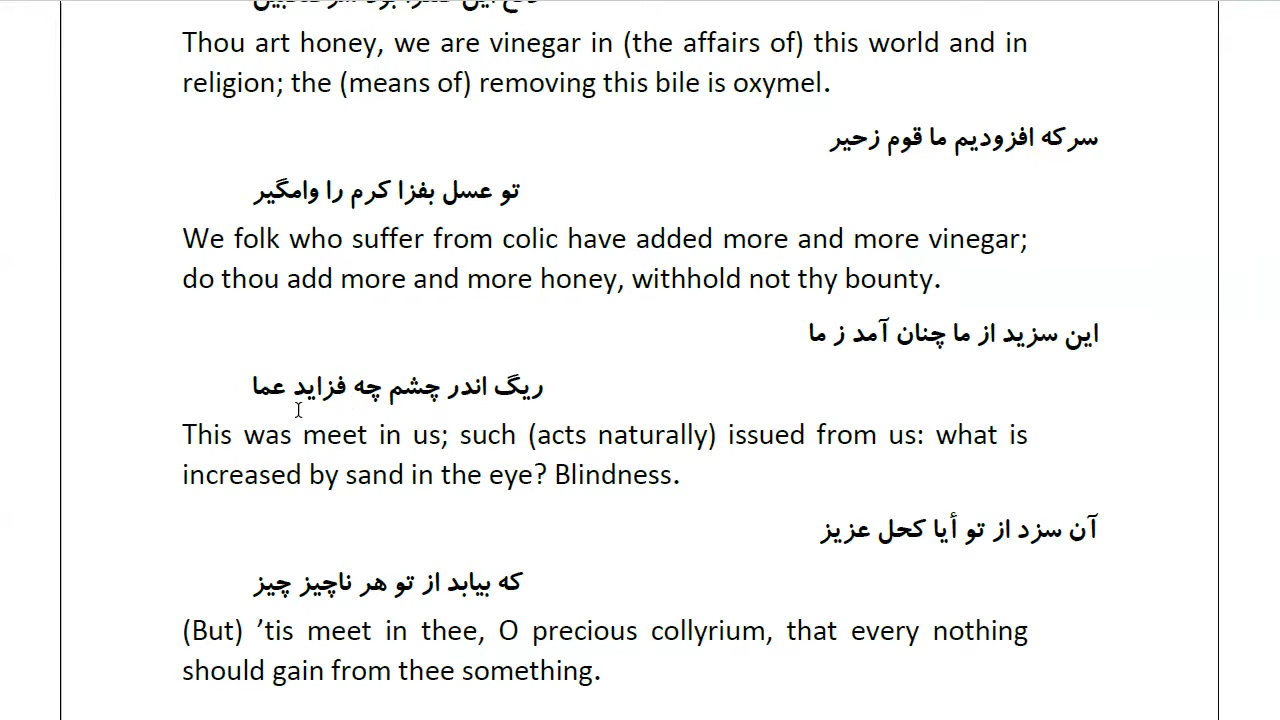 Thou art honey, we are vinegar in (the affairs of) this world and in
religion; the (means of) removing this bile is oxymel.
سرکه افزودیم ما قوم زحیر
تو عسل بفزا کرم را وامگیر
We folk who suffer from colic have added more and more vinegar;
do thou add more and more honey, withhold not thy bounty.
این سزید از ما چنان آمد ز ما
ریگ اندر چشم چه فزاید عما
This was meet in us; such (acts naturally) issued from us: what is
increased by sand in the eye? Blindness.
آن سزد از تو أیا کحل عزیز
که بیابد از تو هر ناچیز چیز
(But) ’tis meet in thee, O precious collyrium, that every nothing
should gain from thee something.